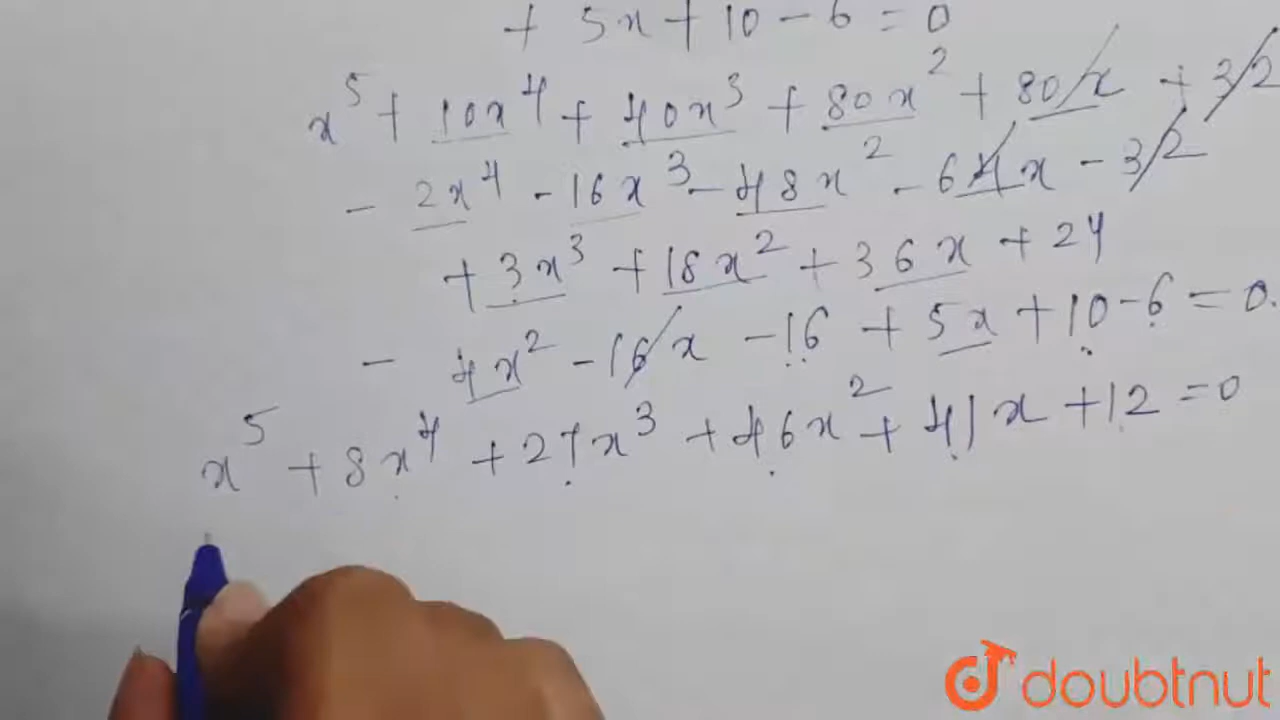 + 5x + 10 - 6 = 0
x⁵ + 10x⁴ + 40x³ + 80x² + 80x + 32
- 2x⁴ - 16x³ - 48x² - 64x - 32
+ 3x³ + 18x² + 36x + 24
- 4x² - 16x - 16 + 5x + 10 - 6 = 0.
x⁵ + 8x⁴ + 27x³ + 46x² + 41x + 12 = 0
doubtnut